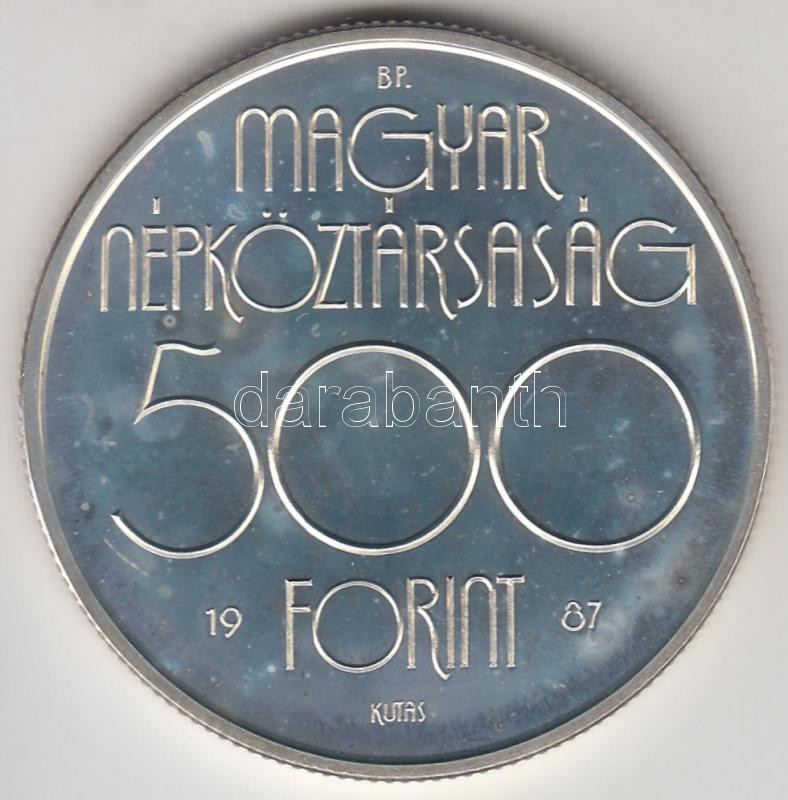 BP.
MAGYAR
NÉPKÖZTÁRSASÁG
500
darabanth
19 FORINT 87
KUTAS